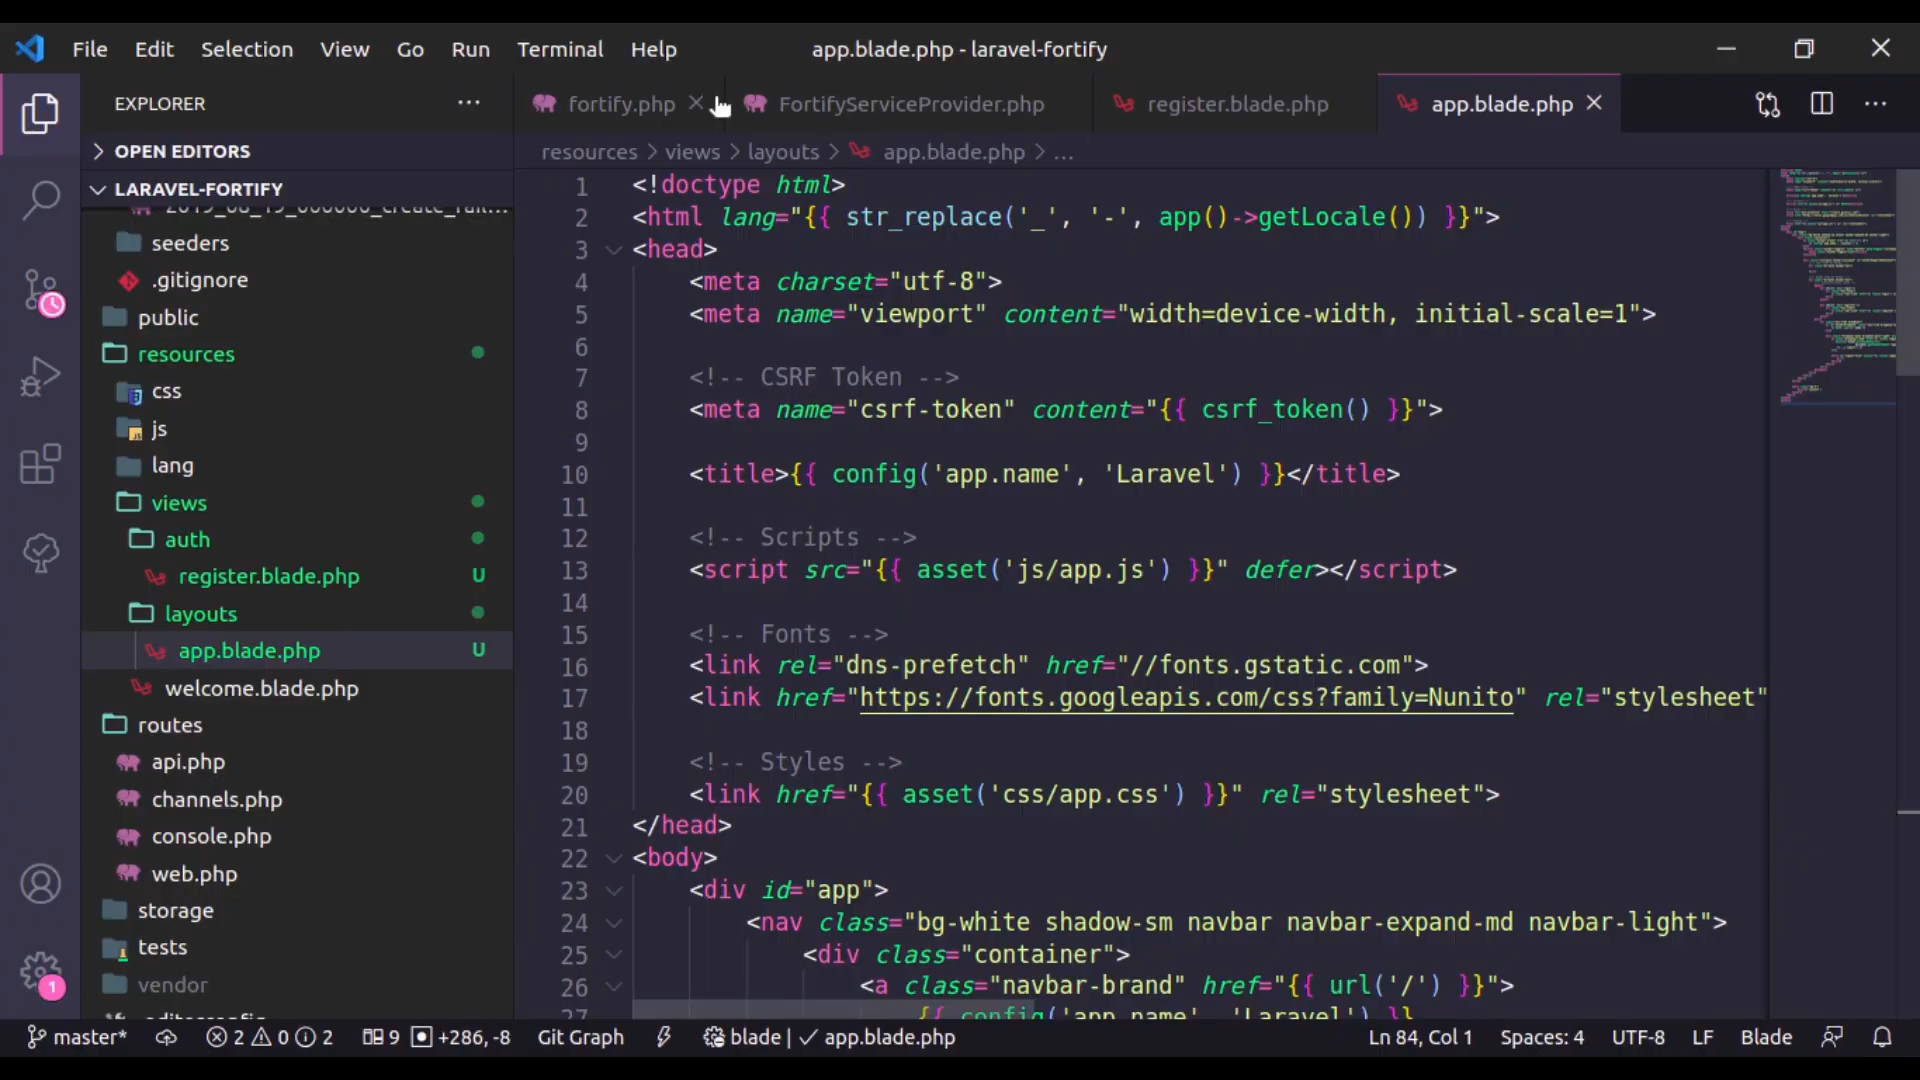 File Edit Selection View Go Run Terminal Help app.blade.php - laravel-fortify
EXPLORER
fortify.php FortifyServiceProvider.php register.blade.php app.blade.php
OPEN EDITORS
resources > views > layouts > app.blade.php > ...
LARAVEL-FORTIFY
seeders
.gitignore
public
resources
css
js
lang
views
auth
register.blade.php U
layouts
app.blade.php U
welcome.blade.php
routes
api.php
channels.php
console.php
web.php
storage
tests
vendor
1 <!doctype html>
2 <html lang="{{ str_replace('_', '-', app()->getLocale()) }}">
3 <head>
4 <meta charset="utf-8">
5 <meta name="viewport" content="width=device-width, initial-scale=1">
6
7 <!-- CSRF Token -->
8 <meta name="csrf-token" content="{{ csrf_token() }}">
9
10 <title>{{ config('app.name', 'Laravel') }}</title>
11
12 <!-- Scripts -->
13 <script src="{{ asset('js/app.js') }}" defer></script>
14
15 <!-- Fonts -->
16 <link rel="dns-prefetch" href="//fonts.gstatic.com">
17 <link href="https://fonts.googleapis.com/css?family=Nunito" rel="stylesheet"
18
19 <!-- Styles -->
20 <link href="{{ asset('css/app.css') }}" rel="stylesheet">
21 </head>
22 <body>
23 <div id="app">
24 <nav class="bg-white shadow-sm navbar navbar-expand-md navbar-light">
25 <div class="container">
26 <a class="navbar-brand" href="{{ url('/') }}">
27 {{ config('app.name', 'Laravel') }}
1
master* 2 0 2 9 +286, -8 Git Graph blade | ✓ app.blade.php Ln 84, Col 1 Spaces: 4 UTF-8 LF Blade